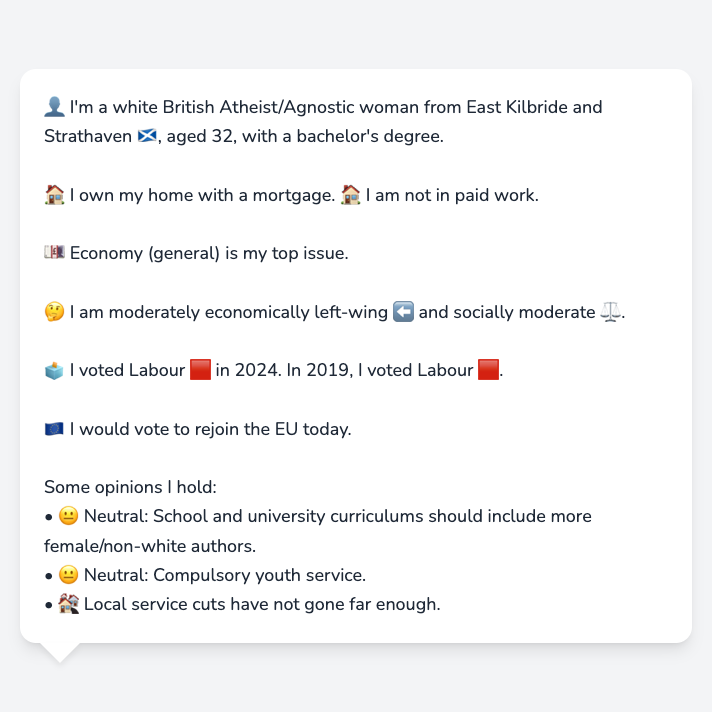 👤 I'm a white British Atheist/Agnostic woman from East Kilbride and
Strathaven 🏴󠁧󠁢󠁳󠁣󠁴󠁿, aged 32, with a bachelor's degree.
🏠 I own my home with a mortgage. 🏠 I am not in paid work.
💷 Economy (general) is my top issue.
🤔 I am moderately economically left-wing ⬅️ and socially moderate ⚖️.
🗳️ I voted Labour 🟥 in 2024. In 2019, I voted Labour 🟥.
🇪🇺 I would vote to rejoin the EU today.
Some opinions I hold:
• 😐 Neutral: School and university curriculums should include more
female/non-white authors.
• 😐 Neutral: Compulsory youth service.
• 🏘️ Local service cuts have not gone far enough.